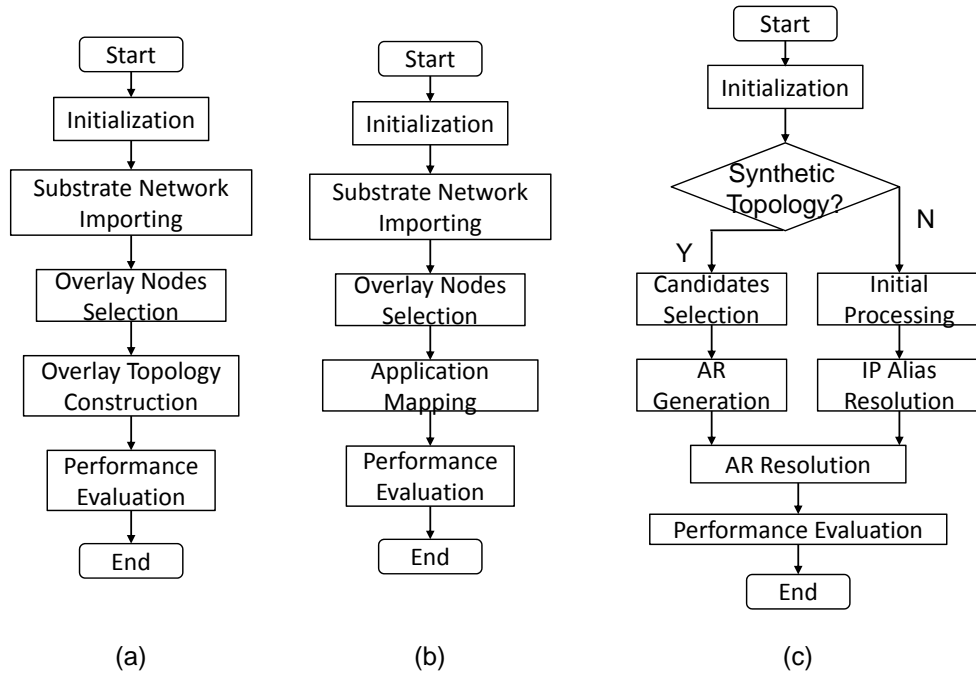 Start
Initialization
Substrate Network
Importing
Overlay Nodes
Selection
Overlay Topology
Construction
Performance
Evaluation
End
(a)
Start
Initialization
Substrate Network
Importing
Overlay Nodes
Selection
Application
Mapping
Performance
Evaluation
End
(b)
Start
Initialization
Synthetic
Topology?
Y
N
Candidates
Selection
Initial
Processing
AR
Generation
IP Alias
Resolution
AR Resolution
Performance Evaluation
End
(c)